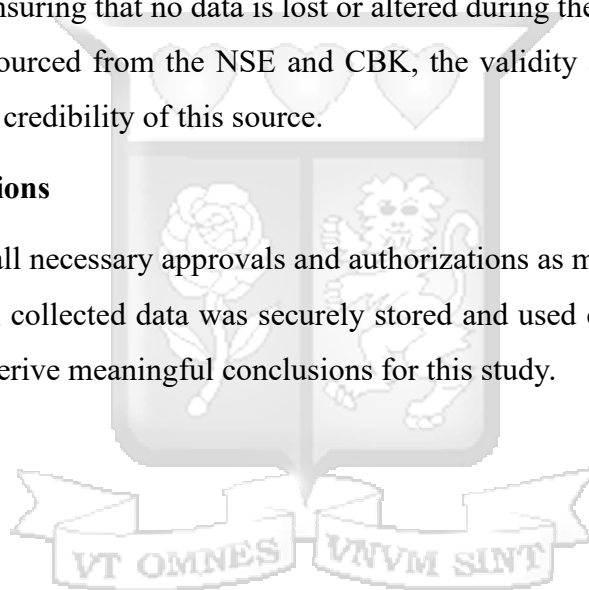 nsuring that no data is lost or altered during the
ourced from the NSE and CBK, the validity
credibility of this source.
ions
all necessary approvals and authorizations as m
collected data was securely stored and used
erive meaningful conclusions for this study.
VT OMNES VNVM SINT